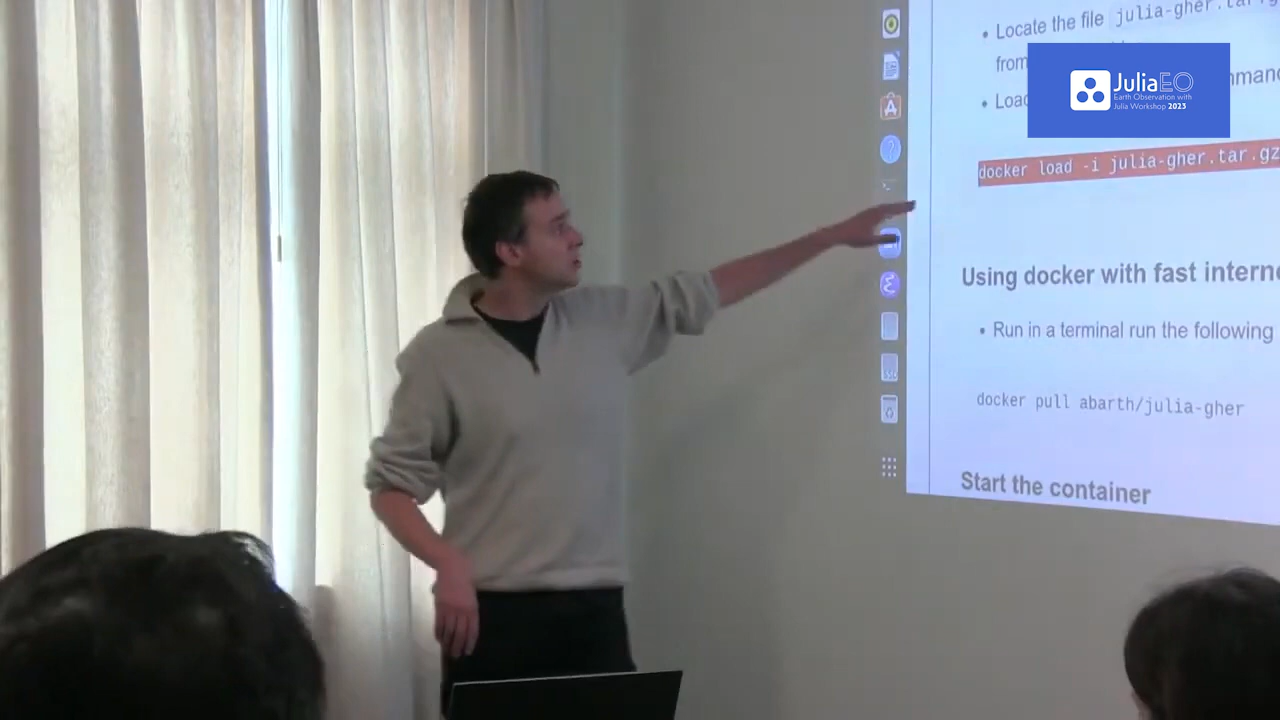 • Locate the file julia-gher.tar.g
from
JuliaEO
Earth Observation with
Julia Workshop 2023
mmand
• Load
docker load -i julia-gher.tar.gz
Using docker with fast interne
• Run in a terminal run the following
docker pull abarth/julia-gher
Start the container